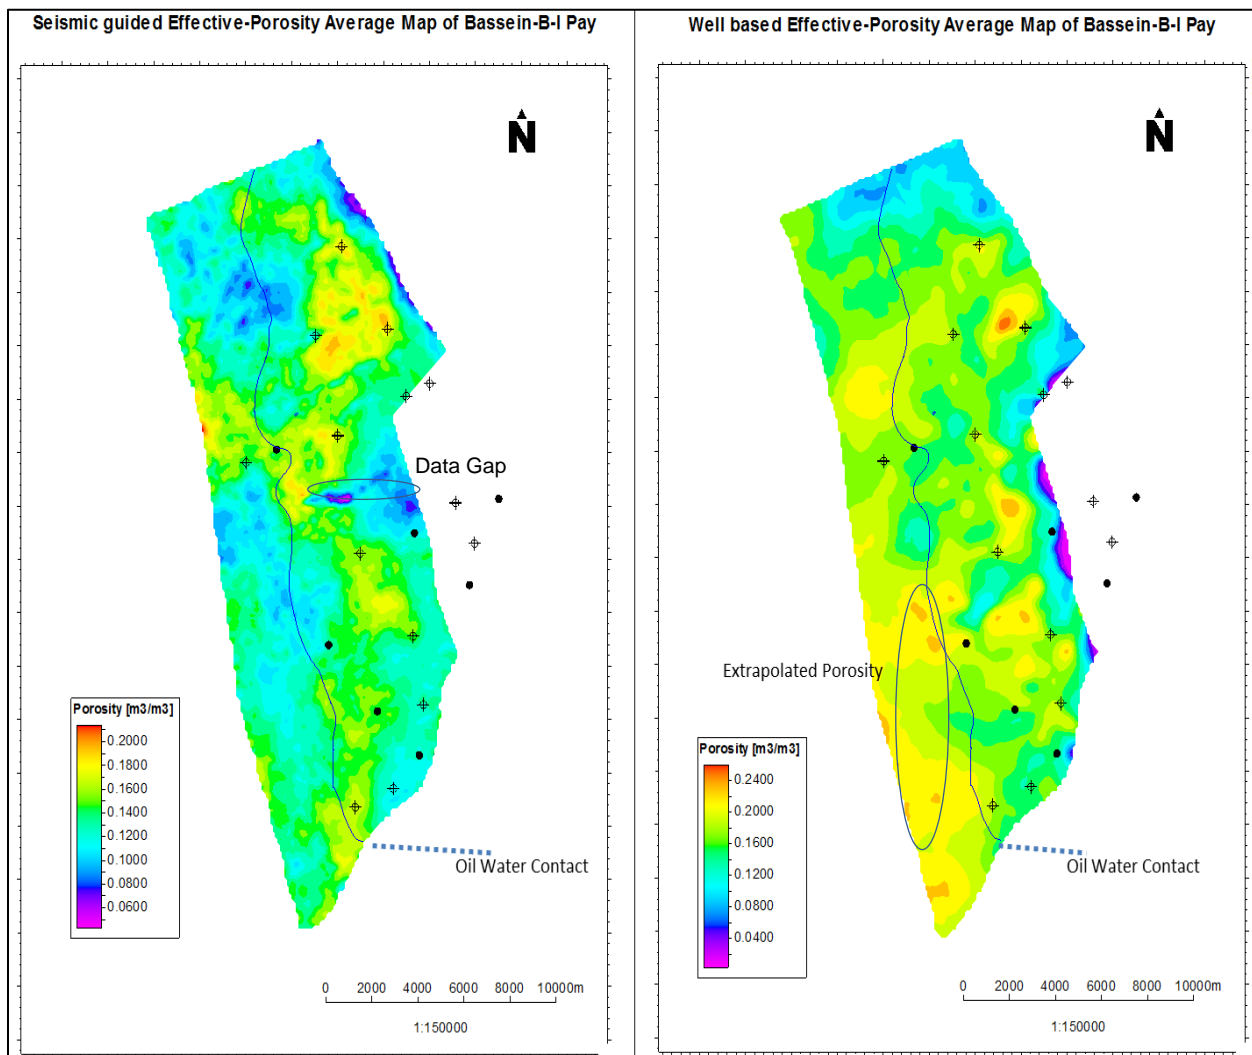 Seismic guided Effective-Porosity Average Map of Bassein-B-I Pay
N
Data Gap
Porosity [m3/m3]
0.2000
0.1800
0.1600
0.1400
0.1200
0.1000
0.0800
0.0600
Oil Water Contact
0 2000 4000 6000 8000 10000m
1:150000
Well based Effective-Porosity Average Map of Bassein-B-I Pay
N
Extrapolated Porosity
Porosity [m3/m3]
0.2400
0.2000
0.1600
0.1200
0.0800
0.0400
Oil Water Contact
0 2000 4000 6000 8000 10000m
1:150000